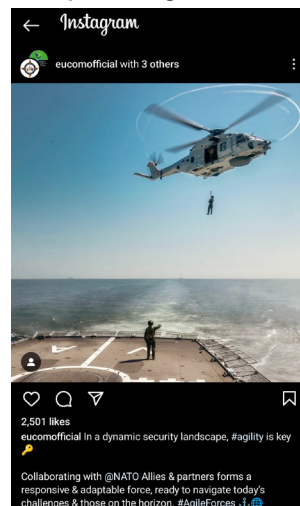 Instagram
eucomofficial with 3 others
2,501 likes
eucomofficial In a dynamic security landscape, #agility is key
🔑
Collaborating with @NATO Allies & partners forms a
responsive & adaptable force, ready to navigate today's
challenges & those on the horizon. #AgileForces ⚓🌐